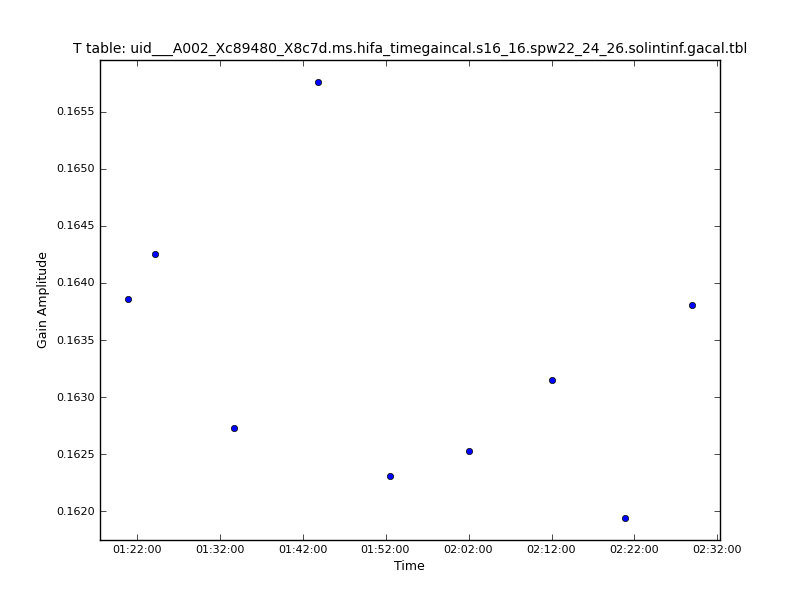 T table: uid___A002_Xc89480_X8c7d.ms.hifa_timegaincal.s16_16.spw22_24_26.solintinf.gacal.tbl
0.1655
0.1650
0.1645
0.1640
0.1635
0.1630
0.1625
0.1620
Gain Amplitude
01:22:00 01:32:00 01:42:00 01:52:00 02:02:00 02:12:00 02:22:00 02:32:00
Time